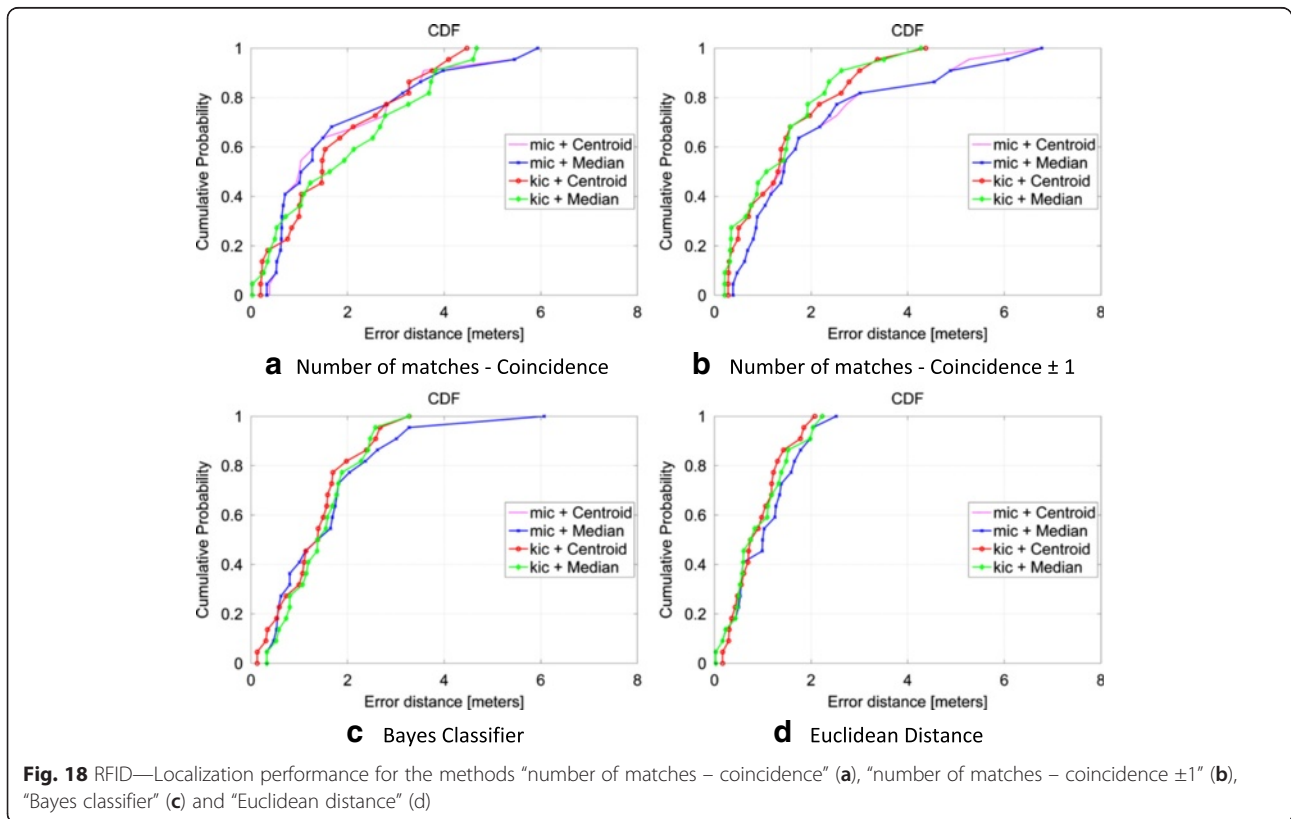 CDF
1
0.8
0.6
0.4
0.2
0
Cumulative Probability
mic + Centroid
mic + Median
kic + Centroid
kic + Median
0 2 4 6 8
Error distance [meters]
a Number of matches - Coincidence
CDF
1
0.8
0.6
0.4
0.2
0
Cumulative Probability
mic + Centroid
mic + Median
kic + Centroid
kic + Median
0 2 4 6 8
Error distance [meters]
b Number of matches - Coincidence ± 1
CDF
1
0.8
0.6
0.4
0.2
0
Cumulative Probability
mic + Centroid
mic + Median
kic + Centroid
kic + Median
0 2 4 6 8
Error distance [meters]
c Bayes Classifier
CDF
1
0.8
0.6
0.4
0.2
0
Cumulative Probability
mic + Centroid
mic + Median
kic + Centroid
kic + Median
0 2 4 6 8
Error distance [meters]
d Euclidean Distance
Fig. 18 RFID—Localization performance for the methods “number of matches – coincidence” (a), “number of matches – coincidence ±1” (b),
“Bayes classifier” (c) and “Euclidean distance” (d)